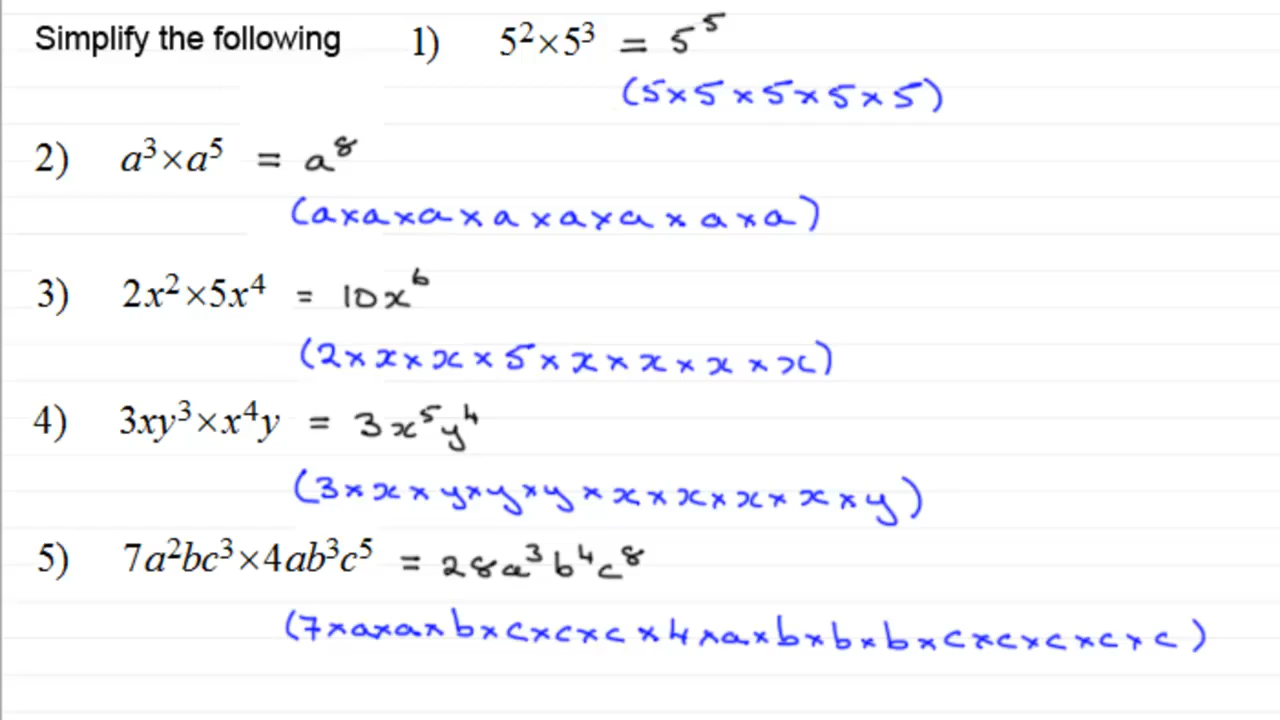 Simplify the following 1) 5² × 5³ = 5⁵
(5 × 5 × 5 × 5 × 5)
2) a³ × a⁵ = a⁸
(a × a × a × a × a × a × a × a)
3) 2x² × 5x⁴ = 10x⁶
(2 × x × x × 5 × x × x × x × x)
4) 3xy³ × x⁴y = 3x⁵y⁴
(3 × x × y × y × y × x × x × x × x × y)
5) 7a²bc³ × 4ab³c⁵ = 28a³b⁴c⁸
(7 × a × a × b × c × c × c × 4 × a × b × b × b × c × c × c × c × c)